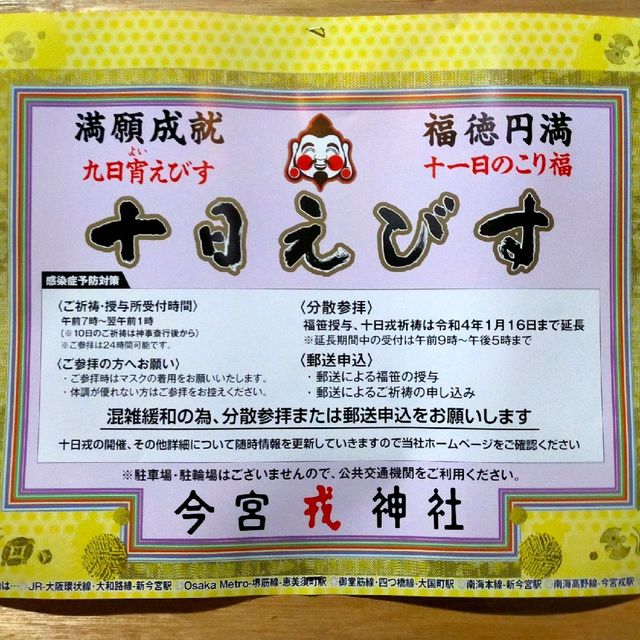 満願成就
福徳円満
よい
九日宵えびす
十一日のこり福
十日えびす
感染症予防対策
〈ご祈祷・授与所受付時間〉
午前7時〜翌午前1時
(※10日のご祈祷は神事斎行後から)
※ご参拝は24時間可能です。
〈ご参拝の方へお願い〉
・ご参拝時はマスクの着用をお願いいたします。
・体調が優れない方はご参拝をお控えください。
〈分散参拝〉
福笹授与、十日戎祈祷は令和4年1月16日まで延長
※延長期間中の受付は午前9時〜午後5時まで
〈郵送申込〉
・郵送による福笹の授与
・郵送によるご祈祷の申し込み
混雑緩和の為、分散参拝または郵送申込をお願いします
十日戎の開催、その他詳細について随時情報を更新していきますので当社ホームページをご確認ください
※駐車場・駐輪場はございませんので、公共交通機関をご利用ください。
今宮戎神社
は…◎JR-大阪環状線・大和路線-新今宮駅 ◎Osaka Metro-堺筋線-恵美須町駅 ◎御堂筋線・四つ橋線-大国町駅 ◎南海本線-新今宮駅 ◎南海高野線-今宮戎駅